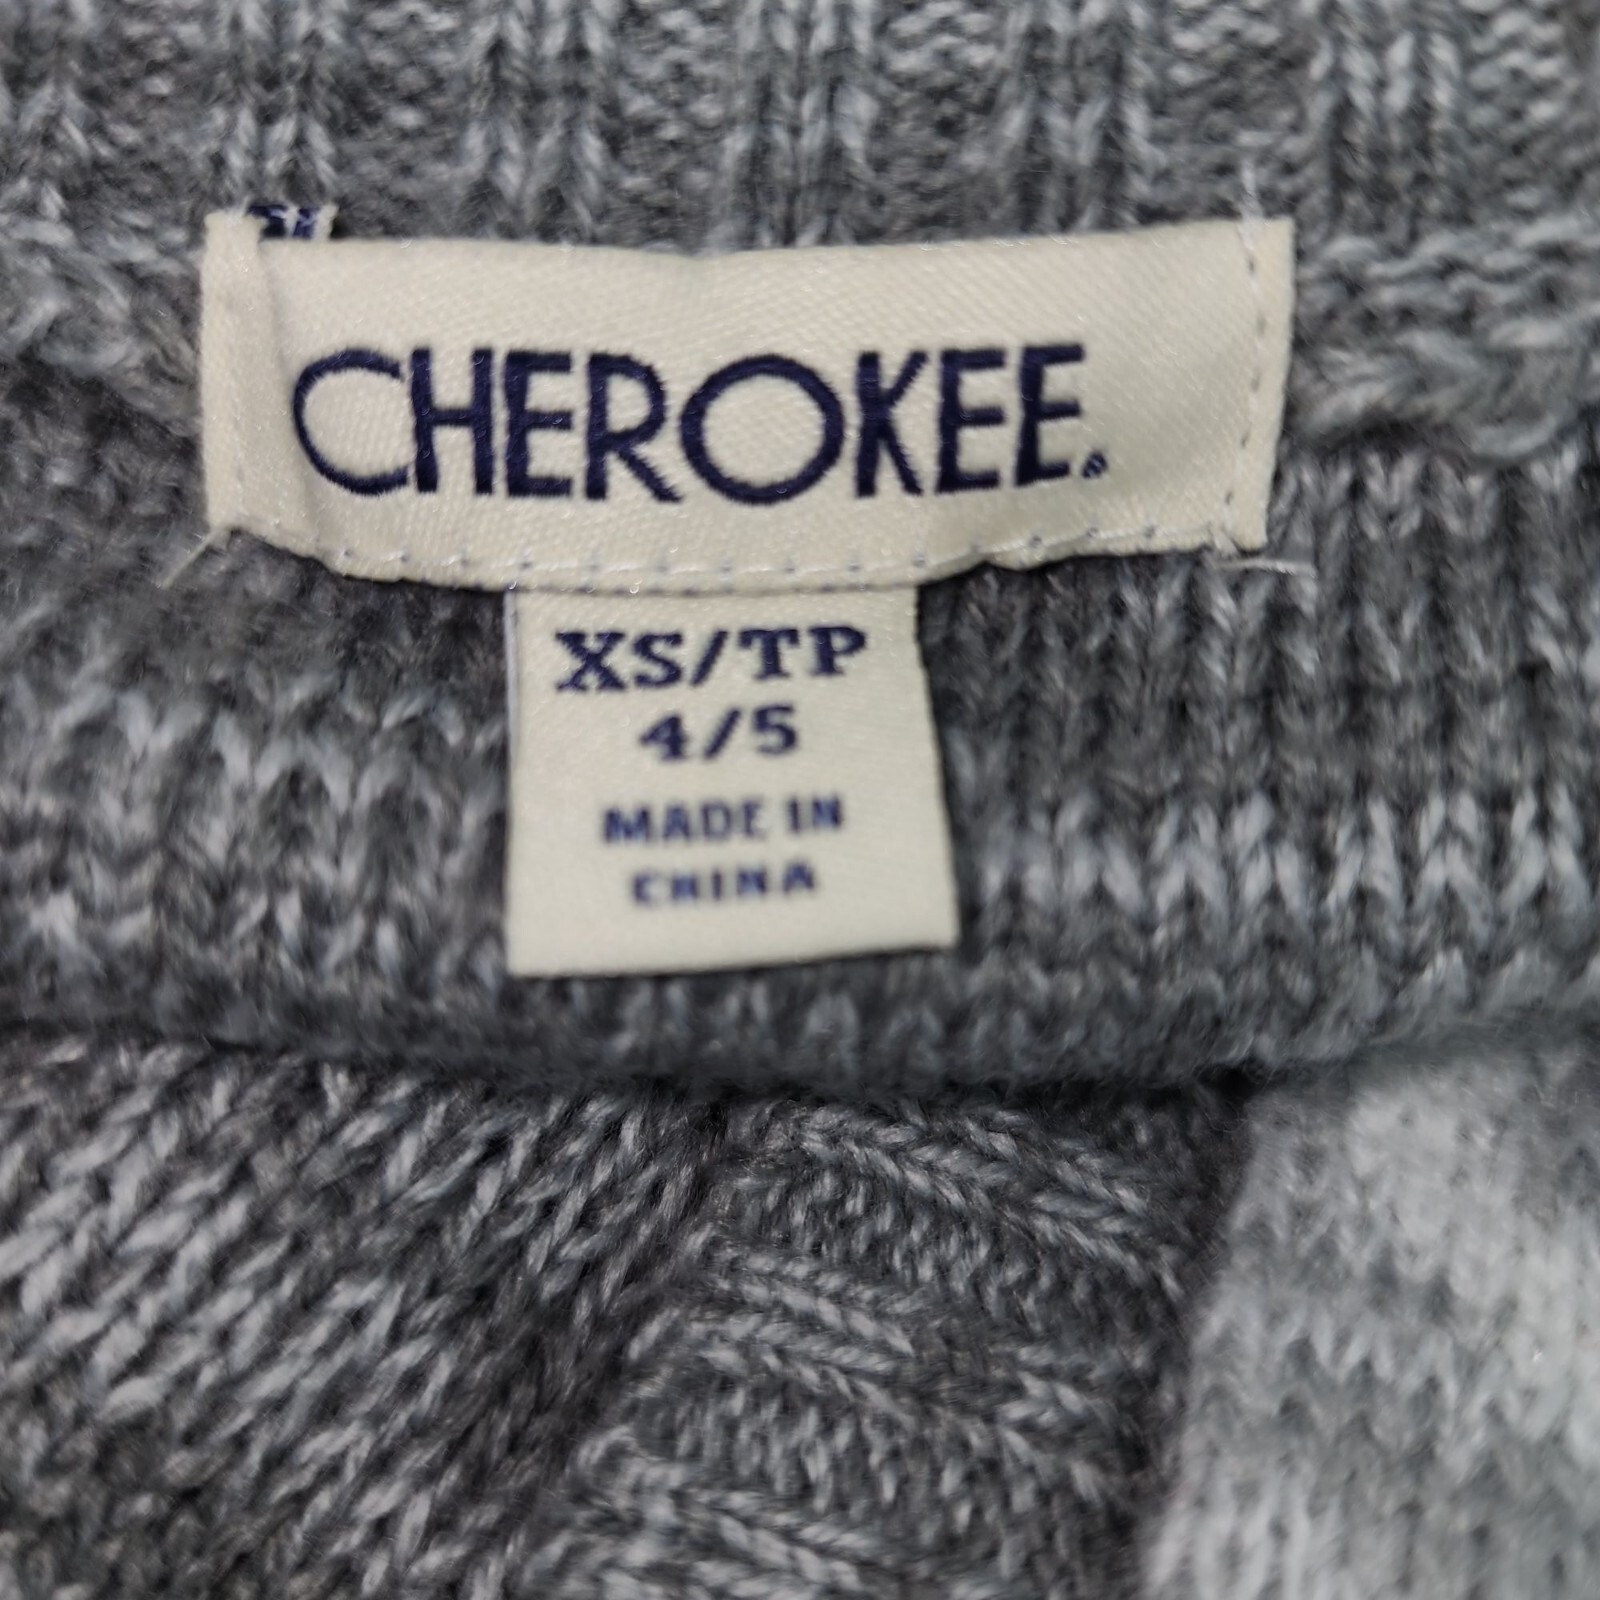 CHEROKEE®
XS/TP
4/5
MADE IN
CHINA